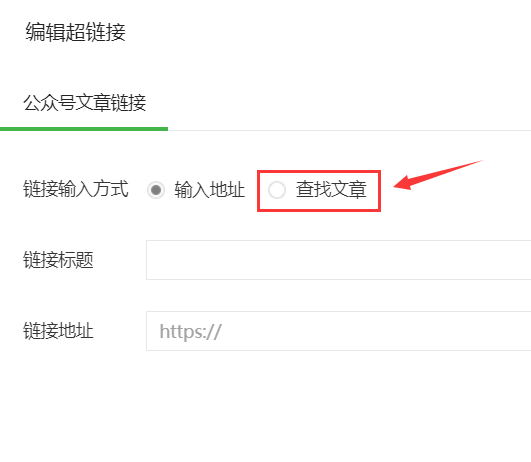 编辑超链接
公众号文章链接
链接输入方式 输入地址 查找文章
链接标题
链接地址 https://